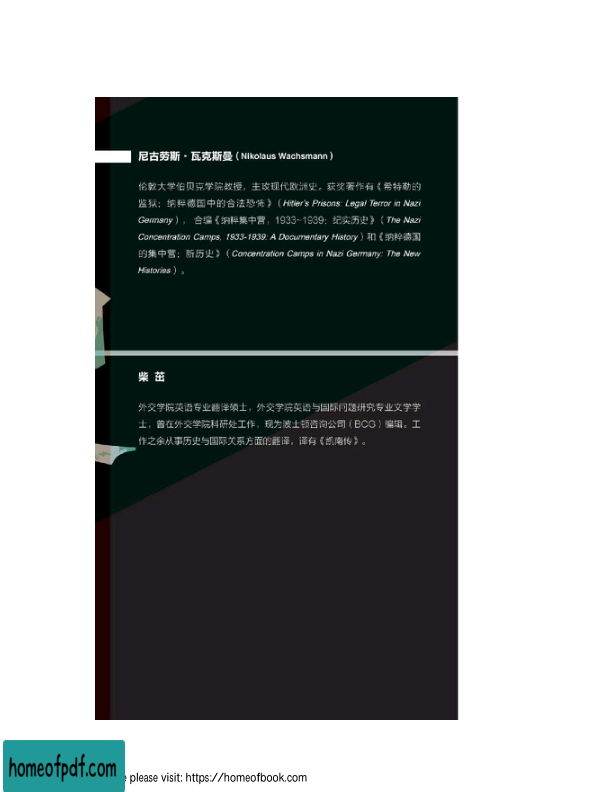 尼古劳斯·瓦克斯曼（Nikolaus Wachsmann）
伦敦大学伯贝克学院教授，主攻现代欧洲史。获奖著作有《希特勒的
监狱：纳粹德国中的合法恐怖》（Hitler's Prisons: Legal Terror in Nazi
Germany），合编《纳粹集中营，1933~1939：纪实历史》（The Nazi
Concentration Camps, 1933-1939: A Documentary History）和《纳粹德国
的集中营：新历史》（Concentration Camps in Nazi Germany: The New
Histories）。
柴 茁
外交学院英语专业翻译硕士，外交学院英语与国际问题研究专业文学学
士，曾在外交学院科研处工作，现为波士顿咨询公司（BCG）编辑。工
作之余从事历史与国际关系方面的翻译，译有《凯南传》。
homeofpdf.com
e please visit: https://homeofbook.com